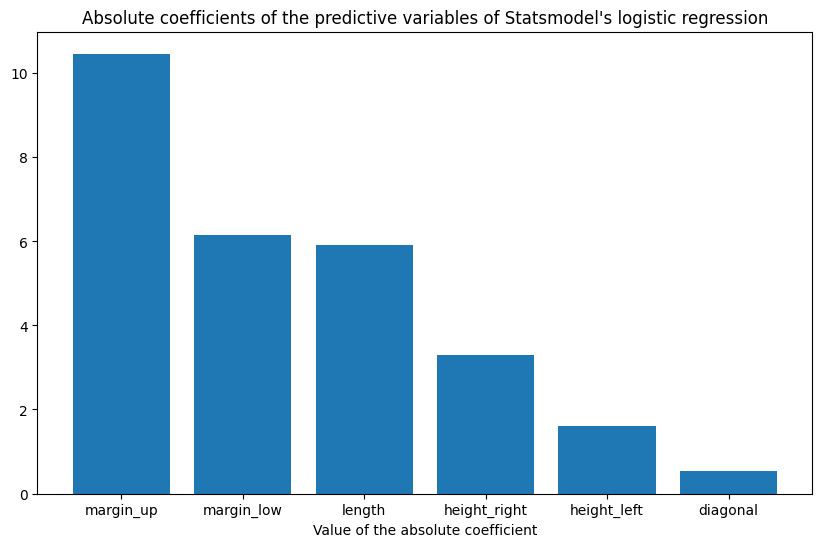 Absolute coefficients of the predictive variables of Statsmodel's logistic regression
10
8
6
4
2
0
margin_up margin_low length height_right height_left diagonal
Value of the absolute coefficient